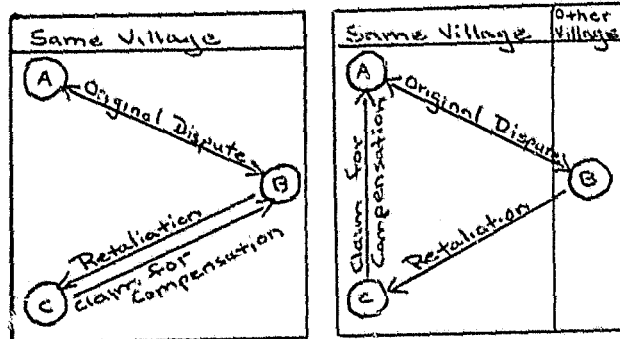 Same Village
A
Original Dispute
B
Retaliation
Claim for
Compensation
C
Same Village
Other
Village
A
Original Dispute
B
Claim for
Compensation
Retaliation
C